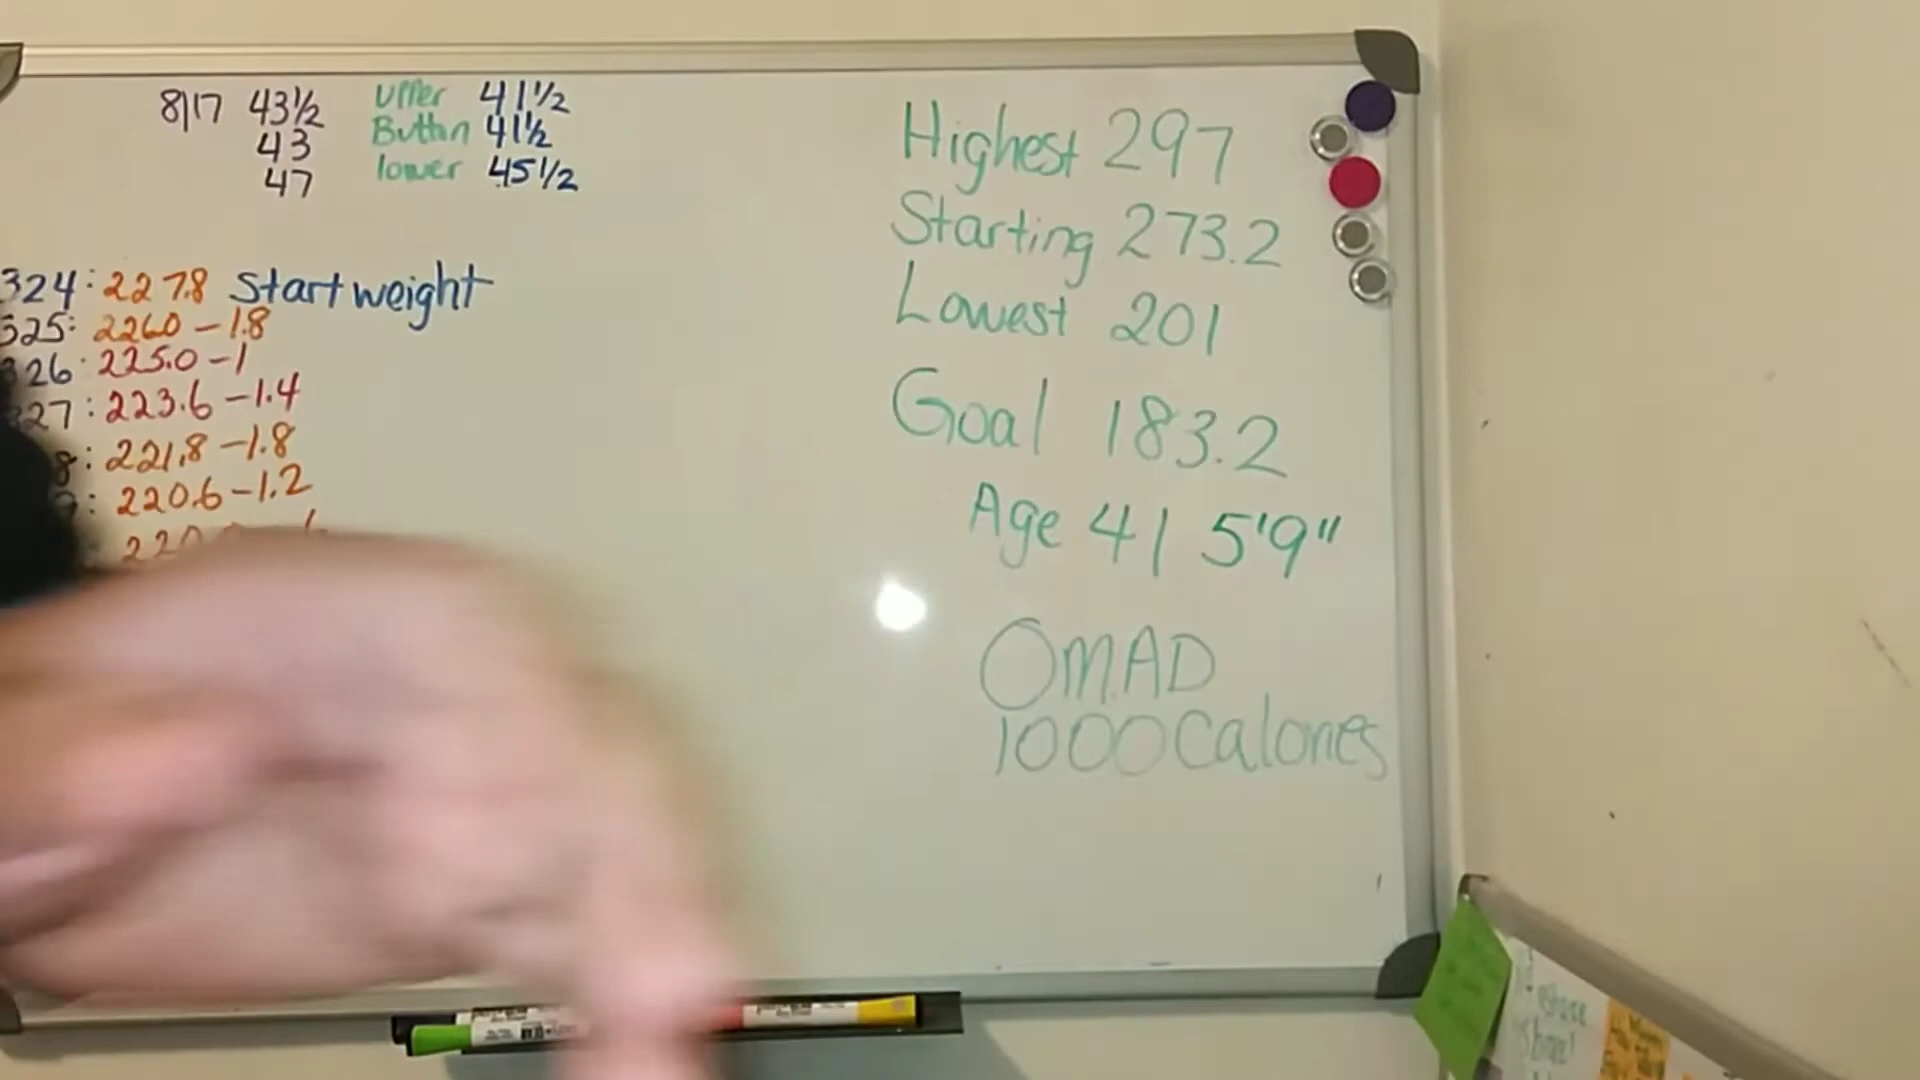 8/17 43½ Upper 41½
43 Button 41½
47 lower 45½
324: 227.8 Start weight
325: 226.0 -1.8
326: 225.0 -1
327: 223.6 -1.4
8: 221.8 -1.8
: 220.6 -1.2
Highest 297
Starting 273.2
Lowest 201
Goal 183.2
Age 41 5'9"
OMAD
1000 Calories
share